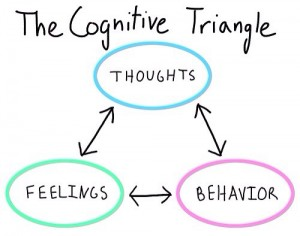 The Cognitive Triangle
THOUGHTS
FEELINGS
BEHAVIOR